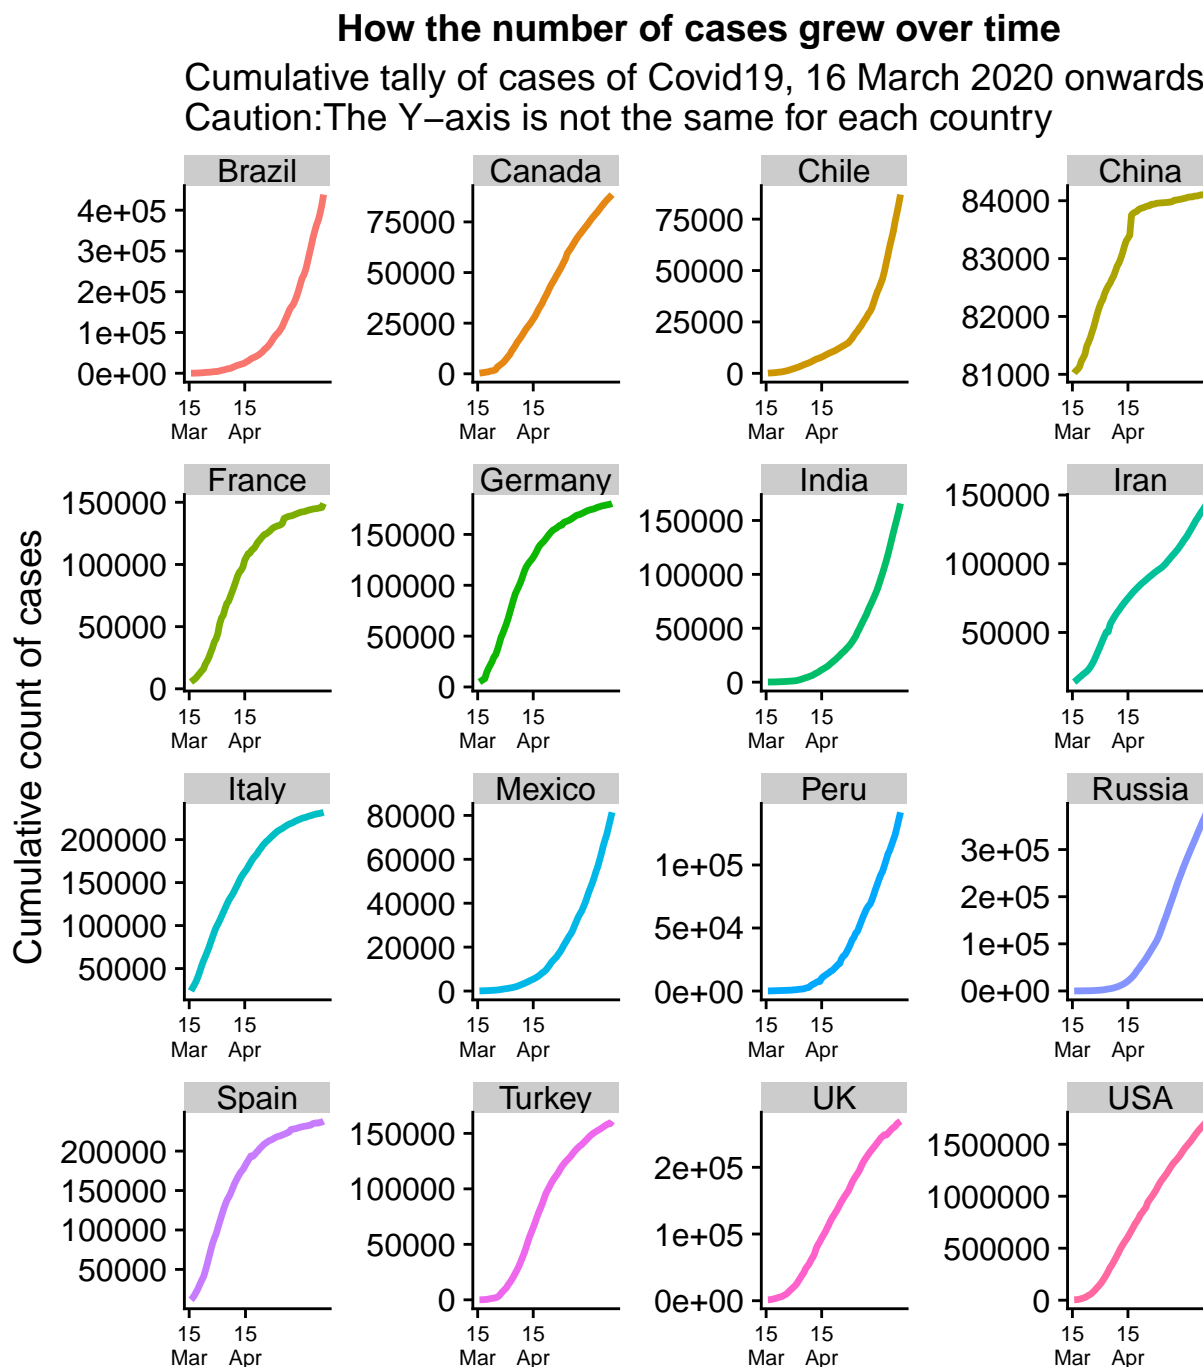 How the number of cases grew over time
Cumulative tally of cases of Covid19, 16 March 2020 onwards
Caution:The Y−axis is not the same for each country
Cumulative count of cases
Brazil
4e+05
3e+05
2e+05
1e+05
0e+00
15 Mar
15 Apr
Canada
75000
50000
25000
0
15 Mar
15 Apr
Chile
75000
50000
25000
0
15 Mar
15 Apr
China
84000
83000
82000
81000
15 Mar
15 Apr
France
150000
100000
50000
0
15 Mar
15 Apr
Germany
150000
100000
50000
0
15 Mar
15 Apr
India
150000
100000
50000
0
15 Mar
15 Apr
Iran
150000
100000
50000
15 Mar
15 Apr
Italy
200000
150000
100000
50000
15 Mar
15 Apr
Mexico
80000
60000
40000
20000
0
15 Mar
15 Apr
Peru
1e+05
5e+04
0e+00
15 Mar
15 Apr
Russia
3e+05
2e+05
1e+05
0e+00
15 Mar
15 Apr
Spain
200000
150000
100000
50000
15 Mar
15 Apr
Turkey
150000
100000
50000
0
15 Mar
15 Apr
UK
2e+05
1e+05
0e+00
15 Mar
15 Apr
USA
1500000
1000000
500000
0
15 Mar
15 Apr